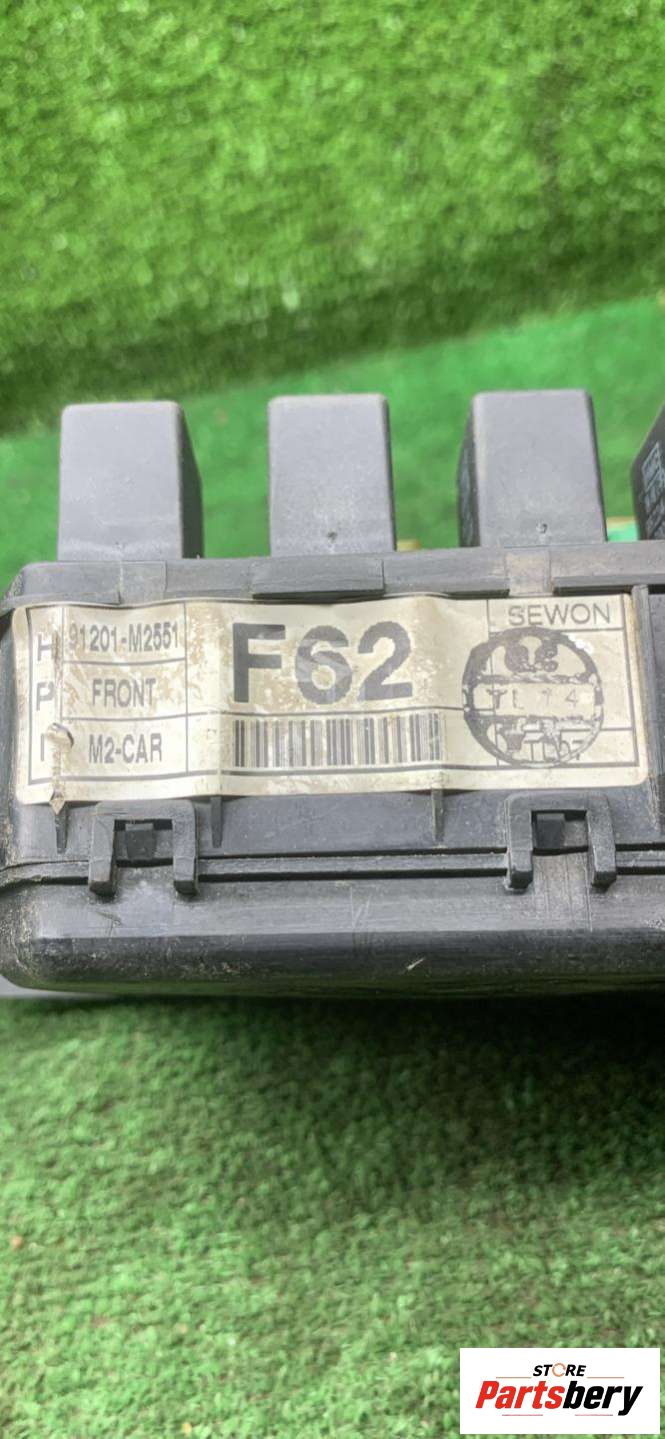 H
P
I
91201-M2551
FRONT
M2-CAR
F62
SEWON
STORE
Partsbery